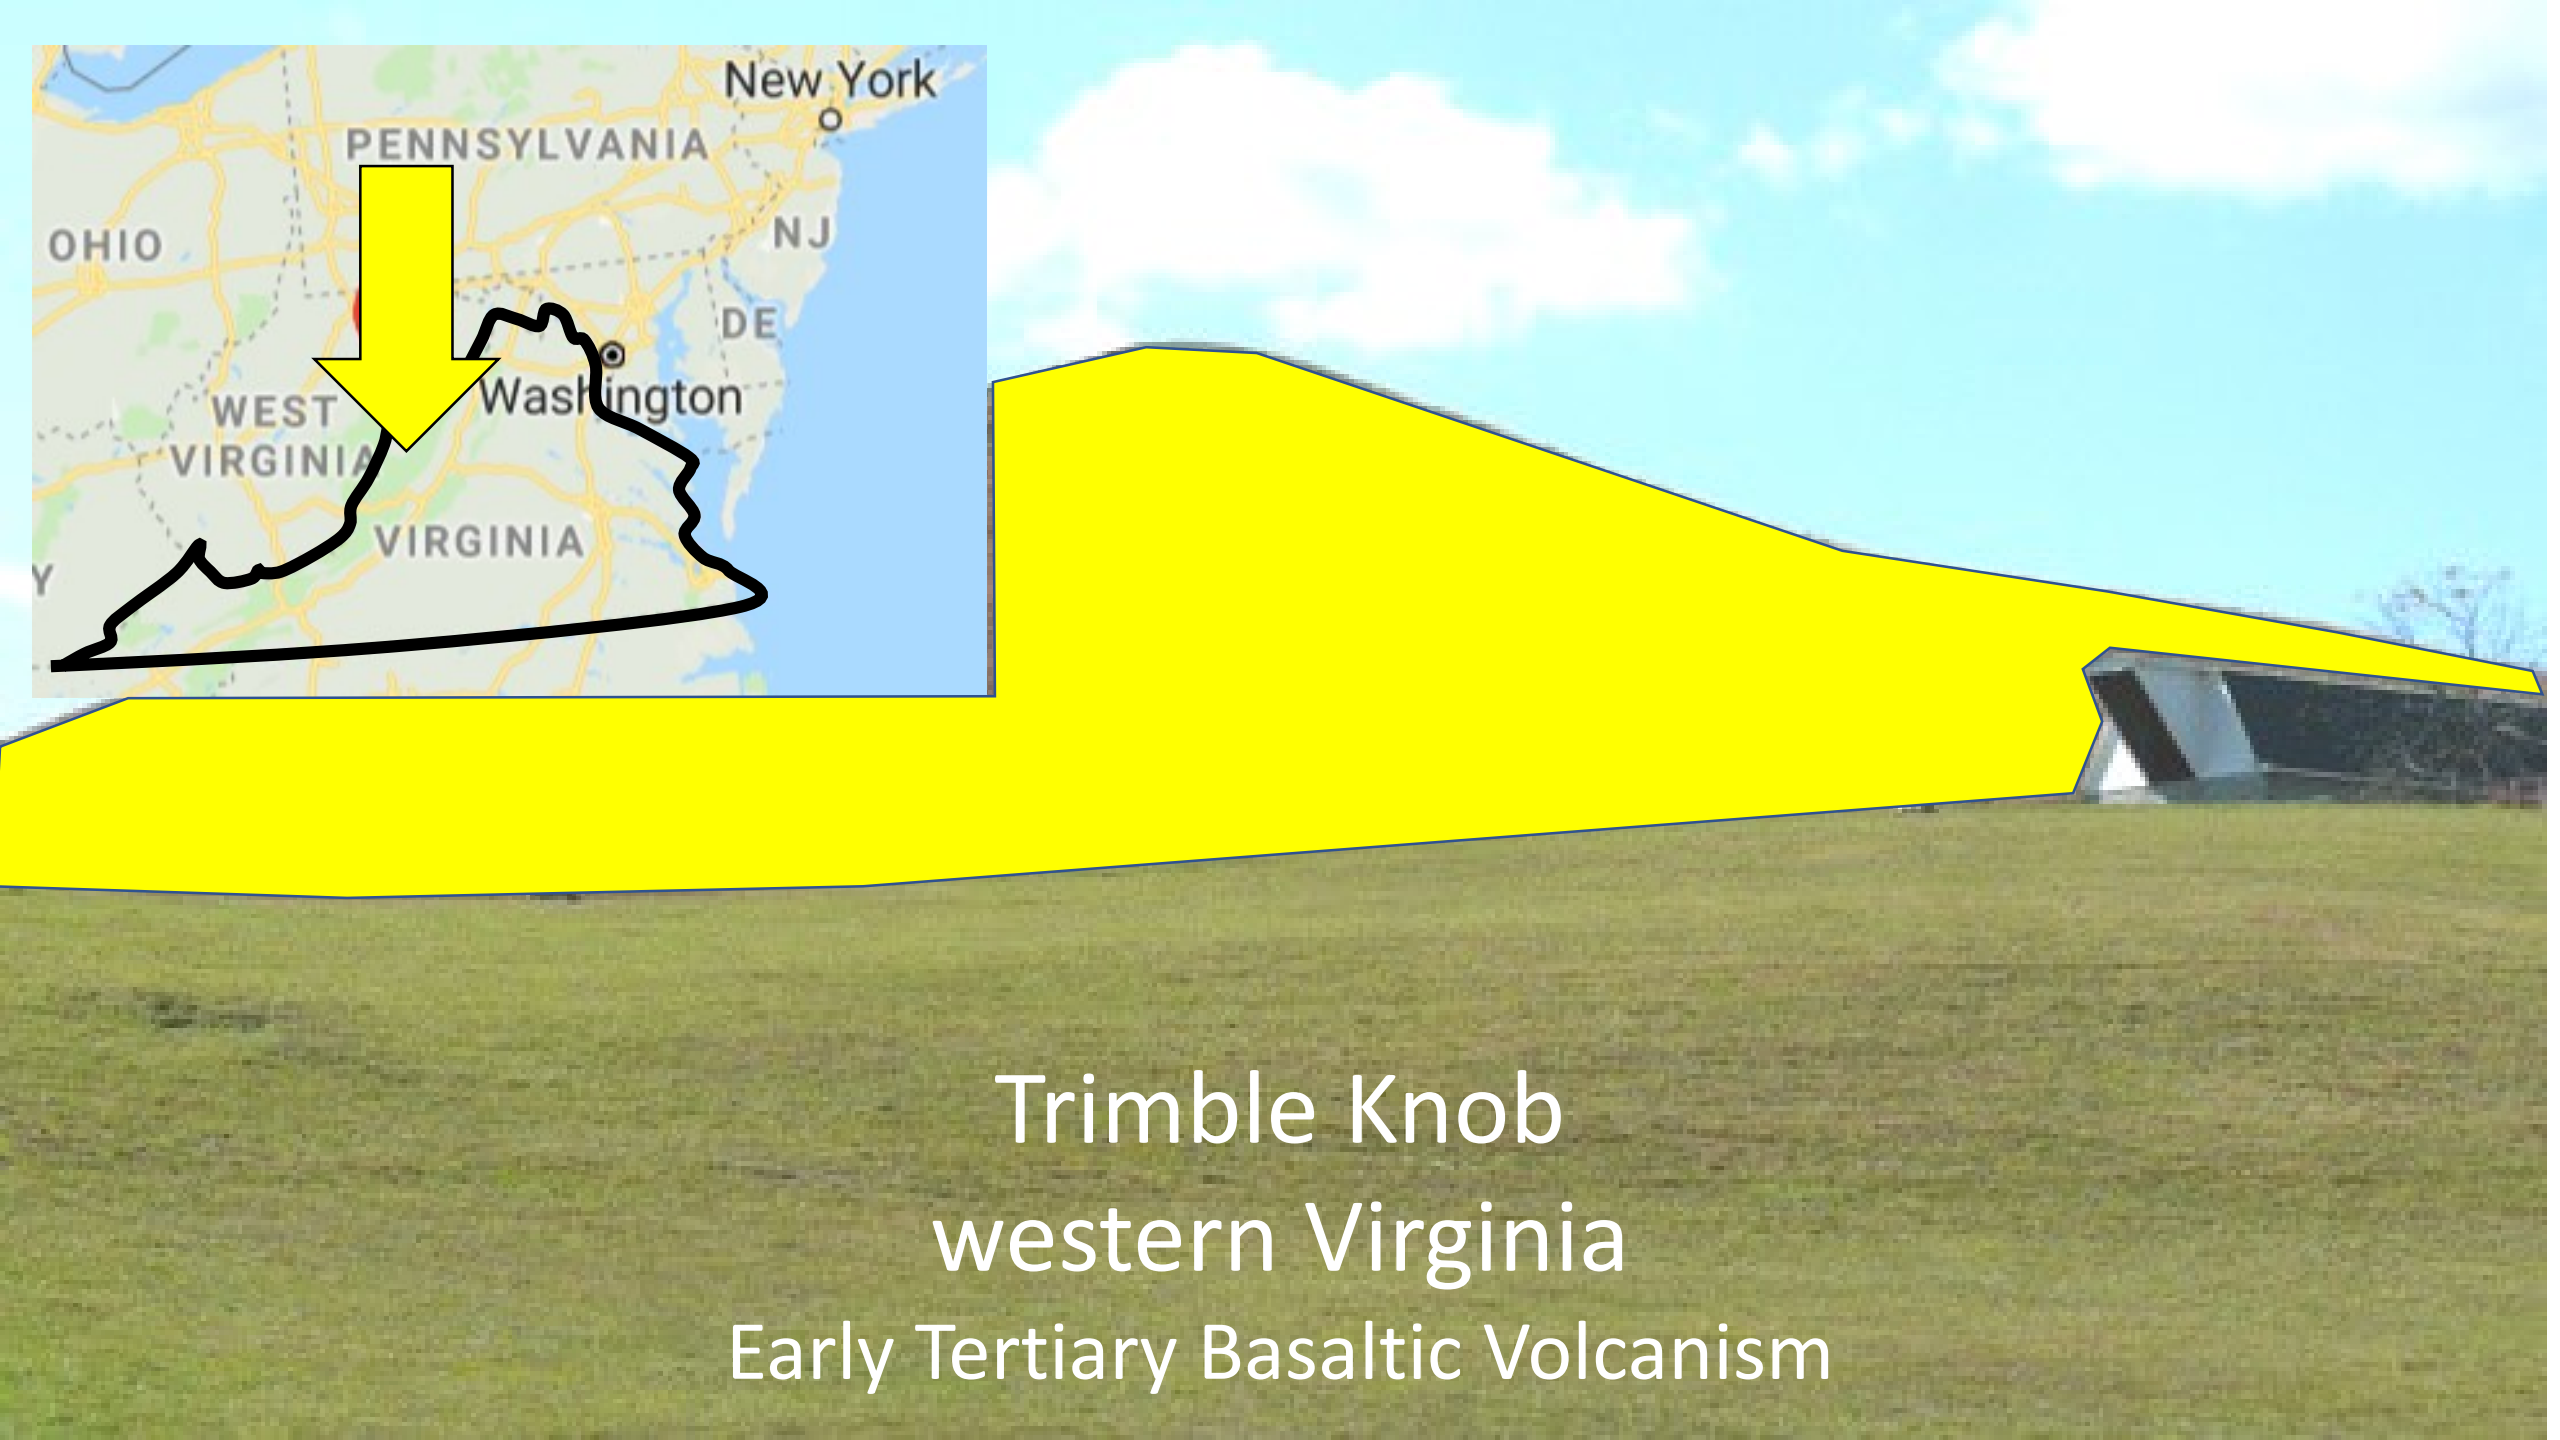 New York
PENNSYLVANIA
OHIO
NJ
DE
Washington
WEST
VIRGINIA
VIRGINIA
Y
Trimble Knob
western Virginia
Early Tertiary Basaltic Volcanism